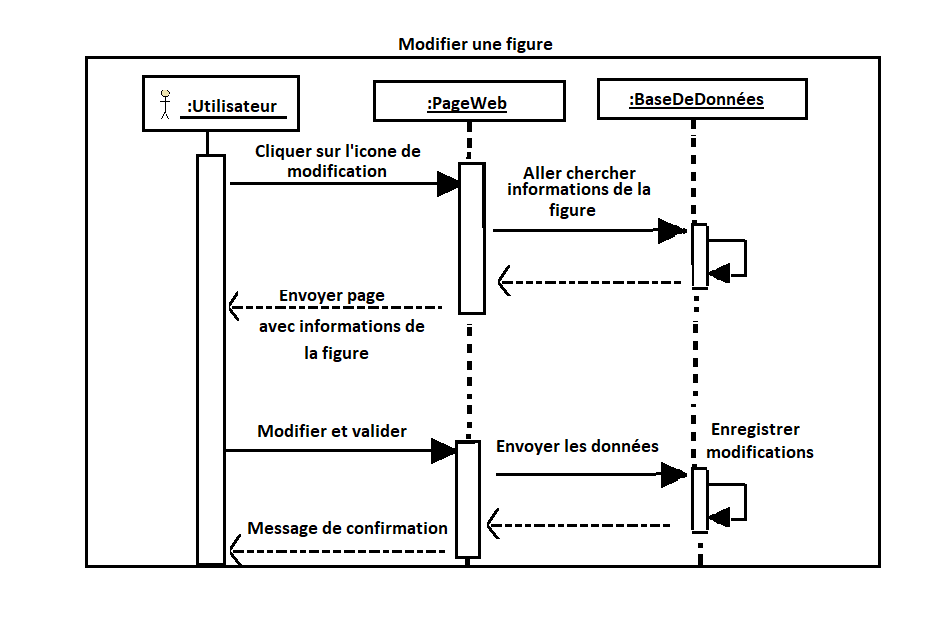 Modifier une figure
:Utilisateur
:PageWeb
:BaseDeDonnées
Cliquer sur l'icone de
modification
Aller chercher
informations de la
figure
Envoyer page
avec informations de
la figure
Modifier et valider
Envoyer les données
Enregistrer
modifications
Message de confirmation